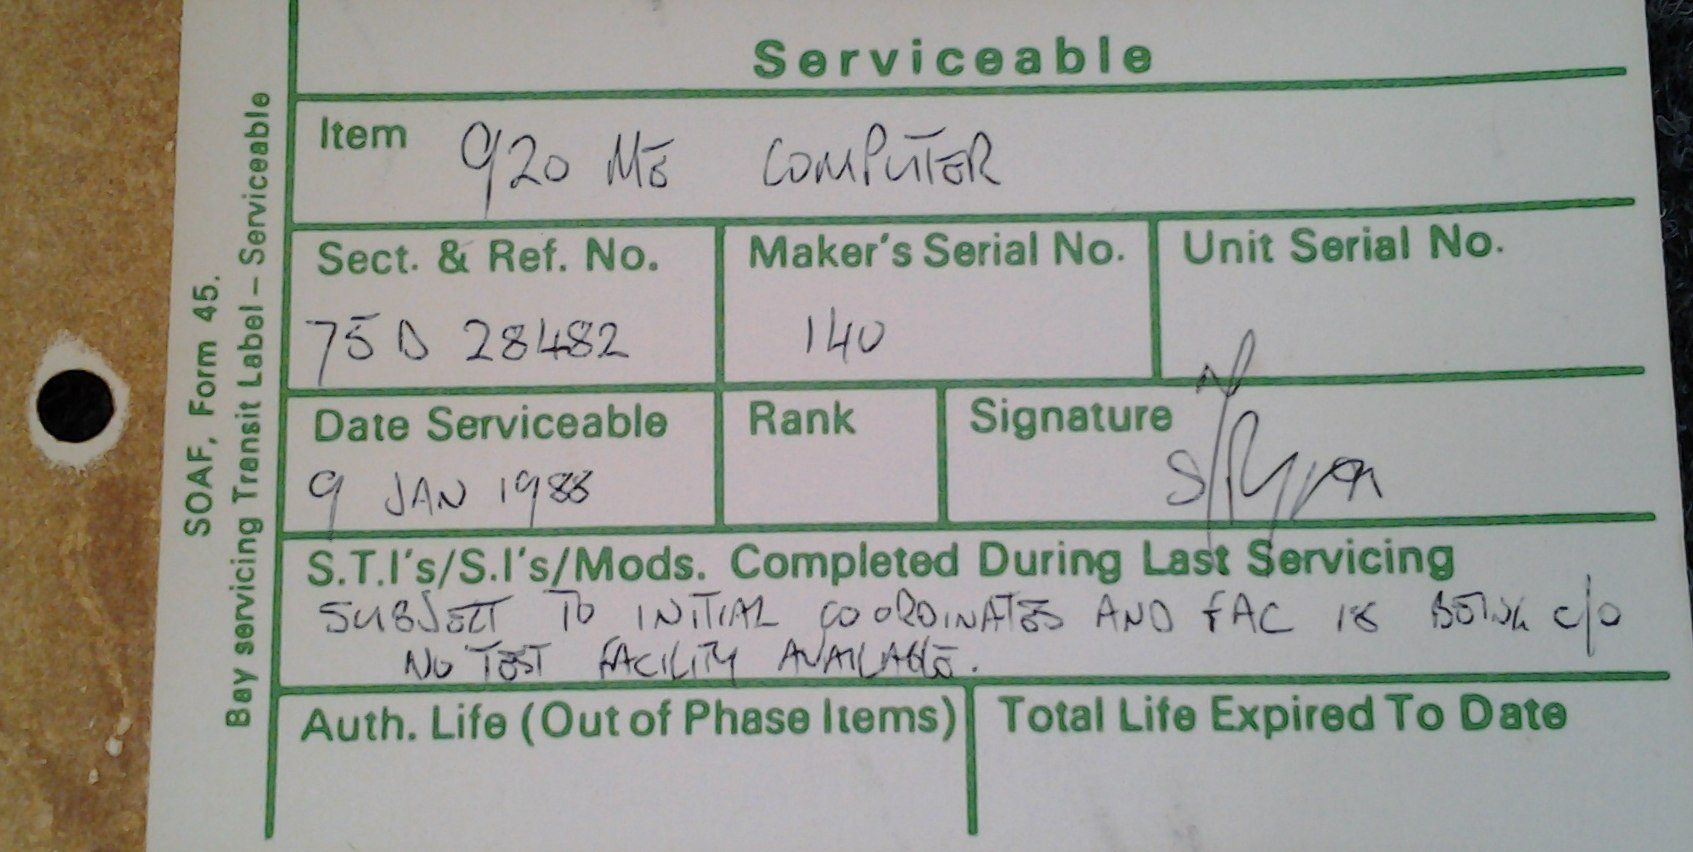 SOAF, Form 45.
Bay servicing Transit Label – Serviceable
Serviceable
Item 920 ME COMPUTER
Sect. & Ref. No. Maker's Serial No. Unit Serial No.
75D 28482 140
Date Serviceable Rank Signature
9 JAN 1988
S.T.I's/S.I's/Mods. Completed During Last Servicing
SUBJECT TO INITIAL COORDINATES AND FAC IS BEING c/o
NO TEST FACILITY AVAILABLE.
Auth. Life (Out of Phase Items) Total Life Expired To Date